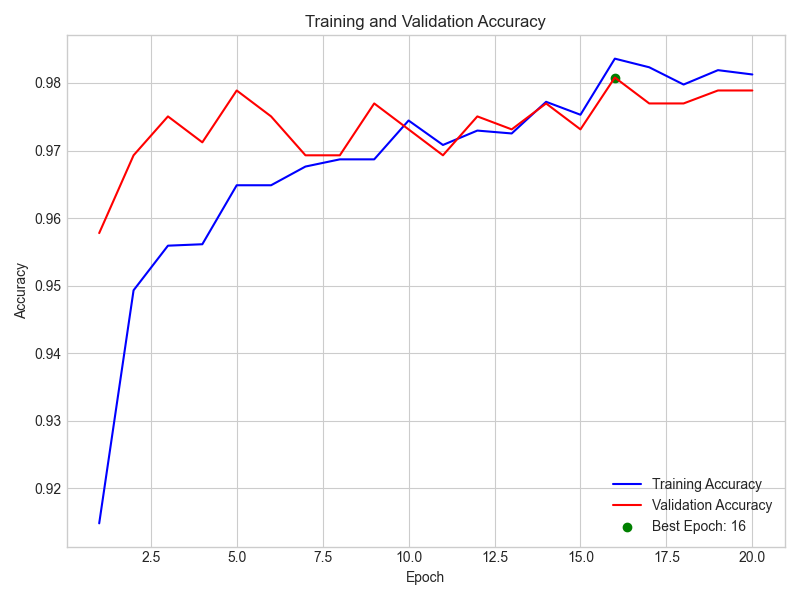 Training and Validation Accuracy
0.98
0.97
0.96
0.95
0.94
0.93
0.92
Accuracy
Training Accuracy
Validation Accuracy
Best Epoch: 16
2.5 5.0 7.5 10.0 12.5 15.0 17.5 20.0
Epoch